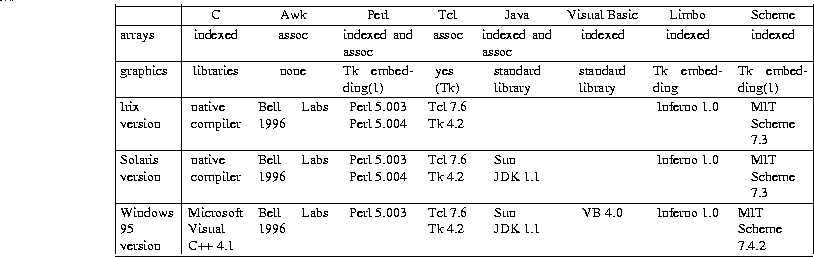 C Awk Perl Tcl Java Visual Basic Limbo Scheme
arrays indexed assoc indexed and assoc indexed and indexed indexed indexed
assoc assoc
graphics libraries none Tk embed- yes standard standard Tk embed- Tk embed-
ding(1) (Tk) library library ding ding(1)
Irix native Bell Labs Perl 5.003 Tcl 7.6 Inferno 1.0 MIT
version compiler 1996 Perl 5.004 Tk 4.2 Scheme
7.3
Solaris native Bell Labs Perl 5.003 Tcl 7.6 Sun Inferno 1.0 MIT
version compiler 1996 Perl 5.004 Tk 4.2 JDK 1.1 Scheme
7.3
Windows Microsoft Bell Labs Perl 5.003 Tcl 7.6 Sun VB 4.0 Inferno 1.0 MIT
95 Visual 1996 Tk 4.2 JDK 1.1 Scheme
version C++ 4.1 7.4.2